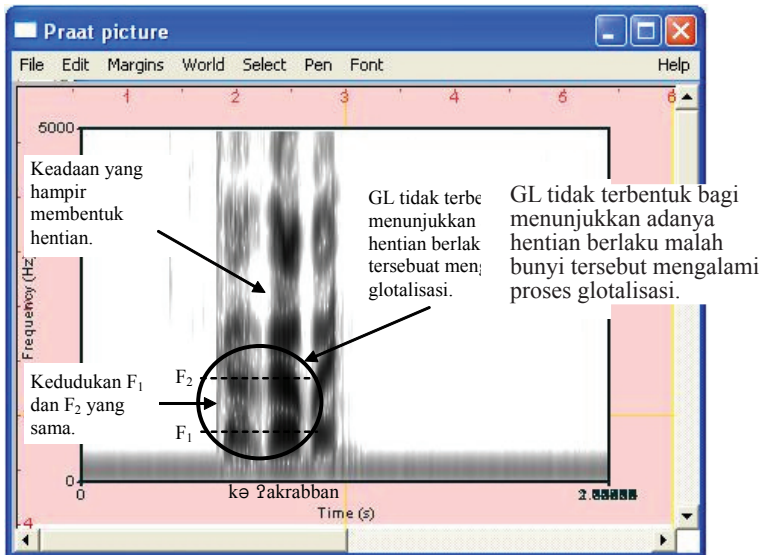 Praat picture
File Edit Margins World Select Pen Font Help
1 2 3 4 5 6
5000
Keadaan yang
hampir
membentuk
hentian.
GL tidak terbe
menunjukkan
hentian berlak
tersebuat men
glotalisasi.
GL tidak terbentuk bagi
menunjukkan adanya
hentian berlaku malah
bunyi tersebut mengalami
proses glotalisasi.
Frequency (Hz)
Kedudukan F₁
dan F₂ yang
sama.
F₂
F₁
0
0
kə ʔakrabban
Time (s)
4